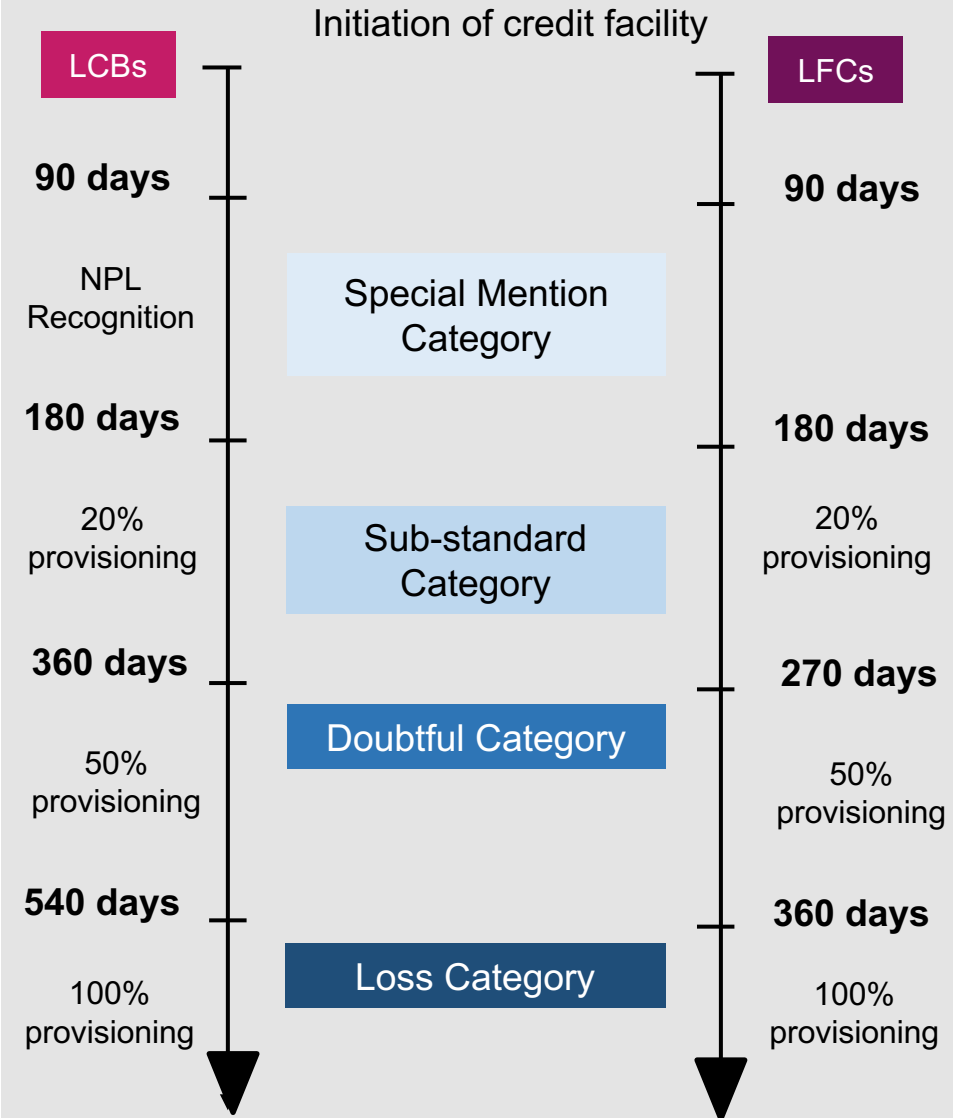 Initiation of credit facility
LCBs
LFCs
90 days
90 days
NPL
Recognition
Special Mention
Category
180 days
180 days
20%
provisioning
Sub-standard
Category
20%
provisioning
360 days
270 days
Doubtful Category
50%
provisioning
50%
provisioning
540 days
360 days
Loss Category
100%
provisioning
100%
provisioning